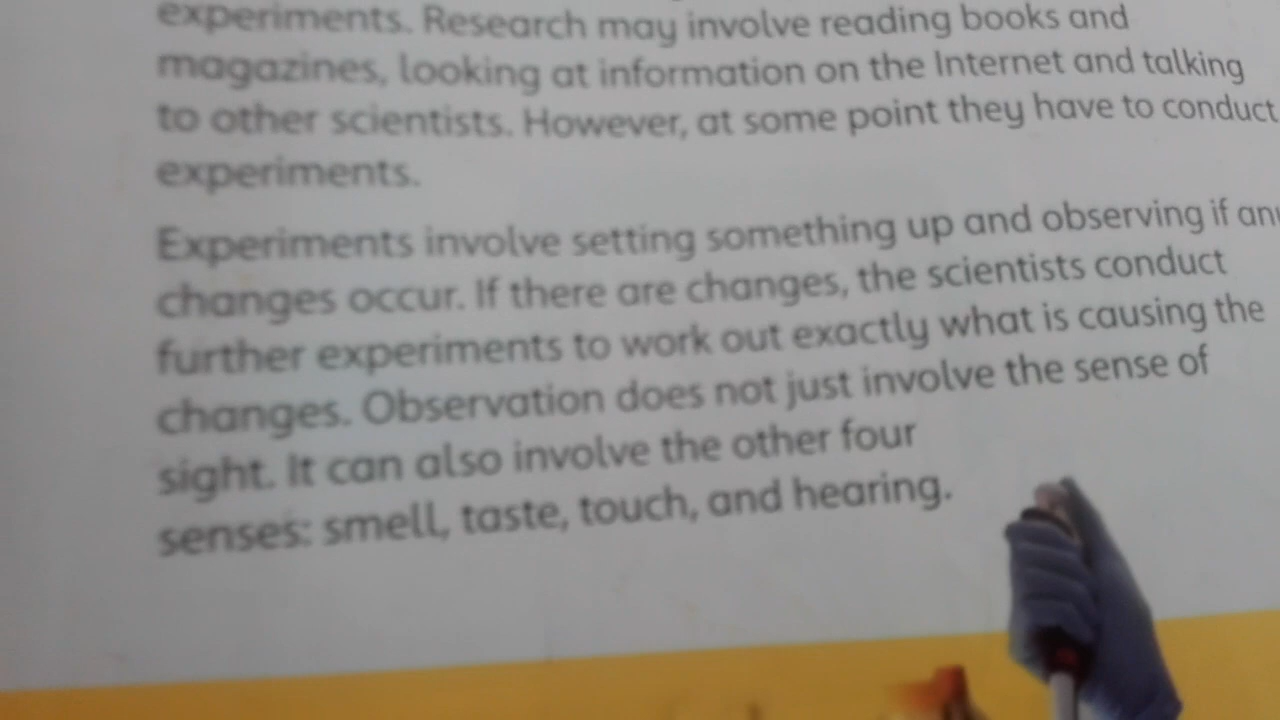 experiments. Research may involve reading books and
magazines, looking at information on the Internet and talking
to other scientists. However, at some point they have to conduct
experiments.
Experiments involve setting something up and observing if
changes occur. If there are changes, the scientists conduct
further experiments to work out exactly what is causing the
changes. Observation does not just involve the sense of
sight. It can also involve the other four
senses: smell, taste, touch, and hearing.